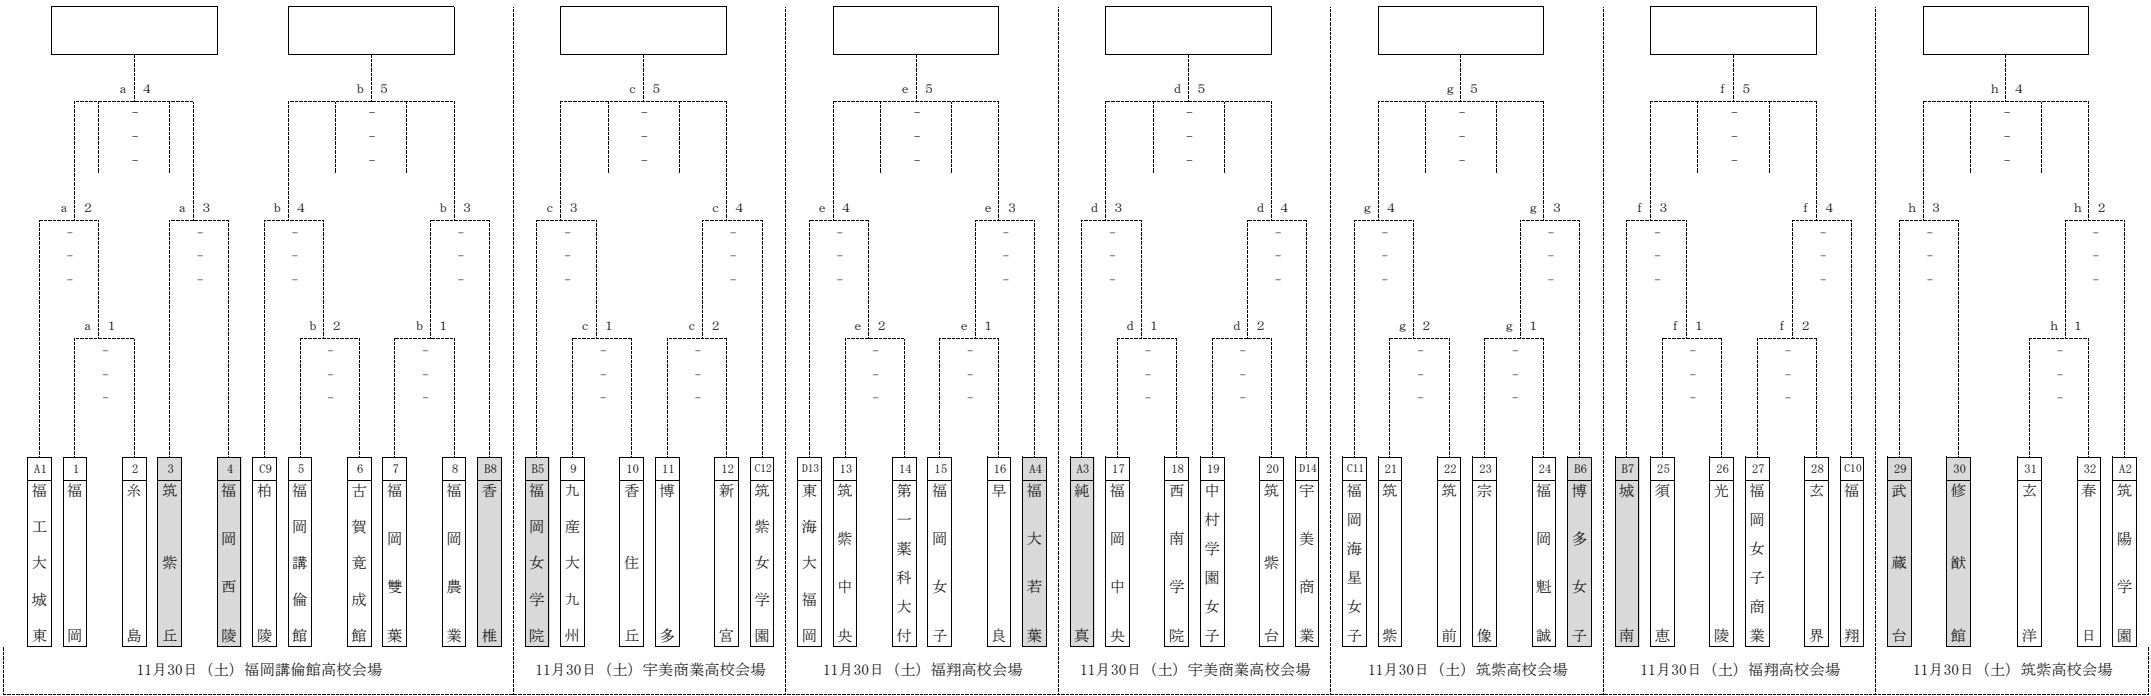 a 4
b 5
c 5
e 5
d 5
g 5
f 5
h 4
a 2
a 3
b 4
b 3
c 3
c 4
e 4
e 3
d 3
d 4
g 4
g 3
f 3
f 4
h 3
h 2
a 1
b 2
b 1
c 1
c 2
e 2
e 1
d 1
d 2
g 2
g 1
f 1
f 2
h 1
A1 福工大城東
1 福岡
2 糸島
3 筑紫丘
4 福岡西陵
C9 柏陵
5 福岡講倫館
6 古賀竟成館
7 福岡雙葉
8 福岡農業
B8 香椎
B5 福岡女学院
9 九産大九州
10 香住丘
11 博多
12 新宮
C12 筑紫女学園
D13 東海大福岡
13 筑紫中央
14 第一薬科大付
15 福岡女子
16 早良
A4 福大若葉
A3 純真
17 福岡中央
18 西南学院
19 中村学園女子
20 筑紫台
D14 宇美商業
C11 福岡海星女子
21 筑紫
22 筑前
23 宗像
24 福岡魁誠
B6 博多女子
B7 城南
25 須恵
26 光陵
27 福岡女子商業
28 玄界
C10 福翔
29 武蔵台
30 修猷館
31 玄洋
32 春日
A2 筑陽学園
11月30日（土）福岡講倫館高校会場
11月30日（土）宇美商業高校会場
11月30日（土）福翔高校会場
11月30日（土）宇美商業高校会場
11月30日（土）筑紫高校会場
11月30日（土）福翔高校会場
11月30日（土）筑紫高校会場